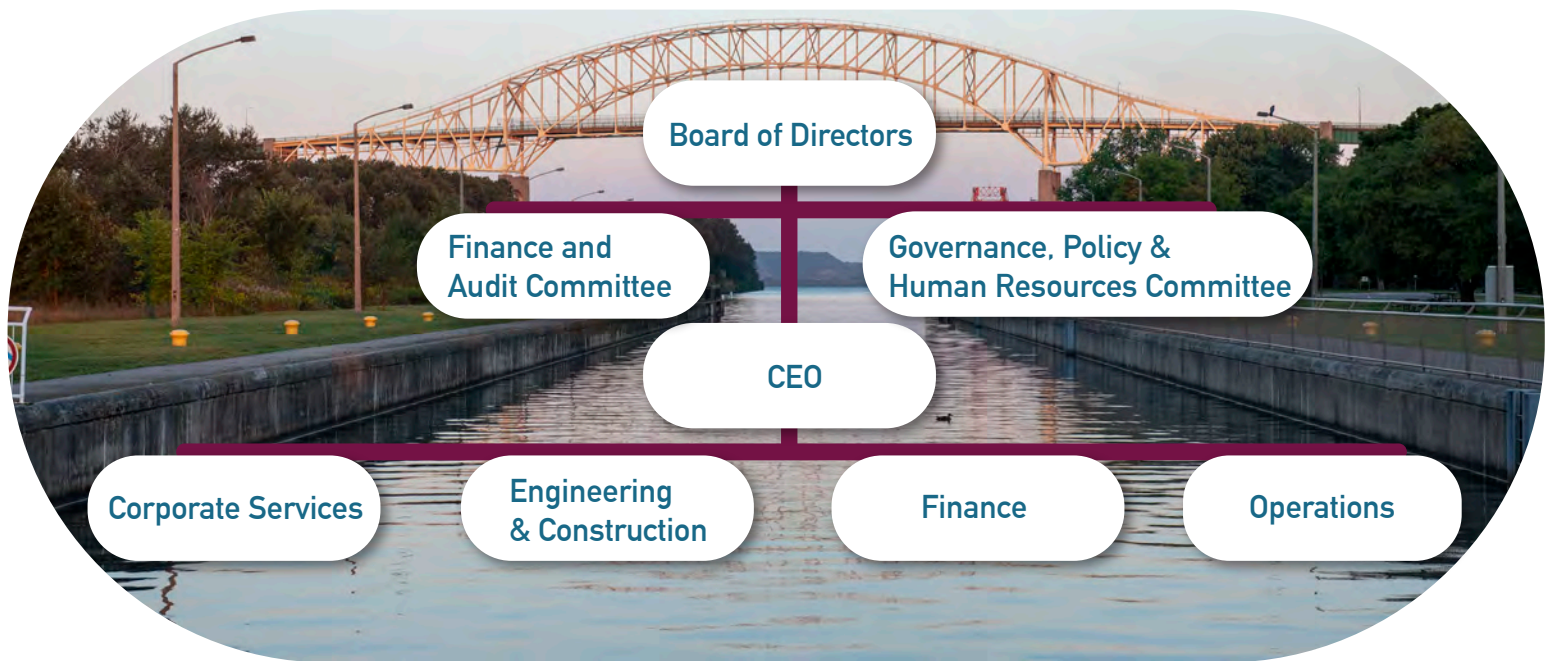 Board of Directors
Finance and
Audit Committee
Governance, Policy &
Human Resources Committee
CEO
Corporate Services
Engineering
& Construction
Finance
Operations